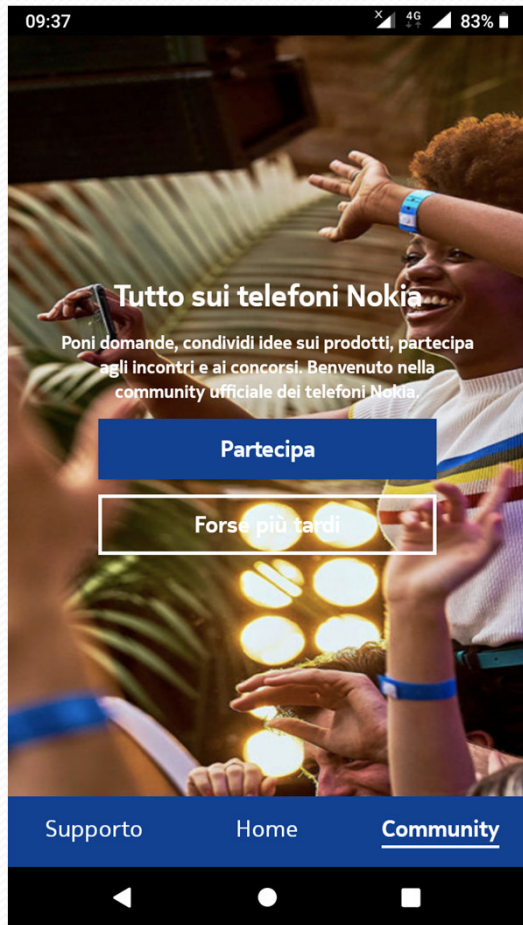 09:37
X 4G 83%
Tutto sui telefoni Nokia
Poni domande, condividi idee sui prodotti, partecipa
agli incontri e ai concorsi. Benvenuto nella
community ufficiale dei telefoni Nokia.
Partecipa
Forse più tardi
Supporto Home Community